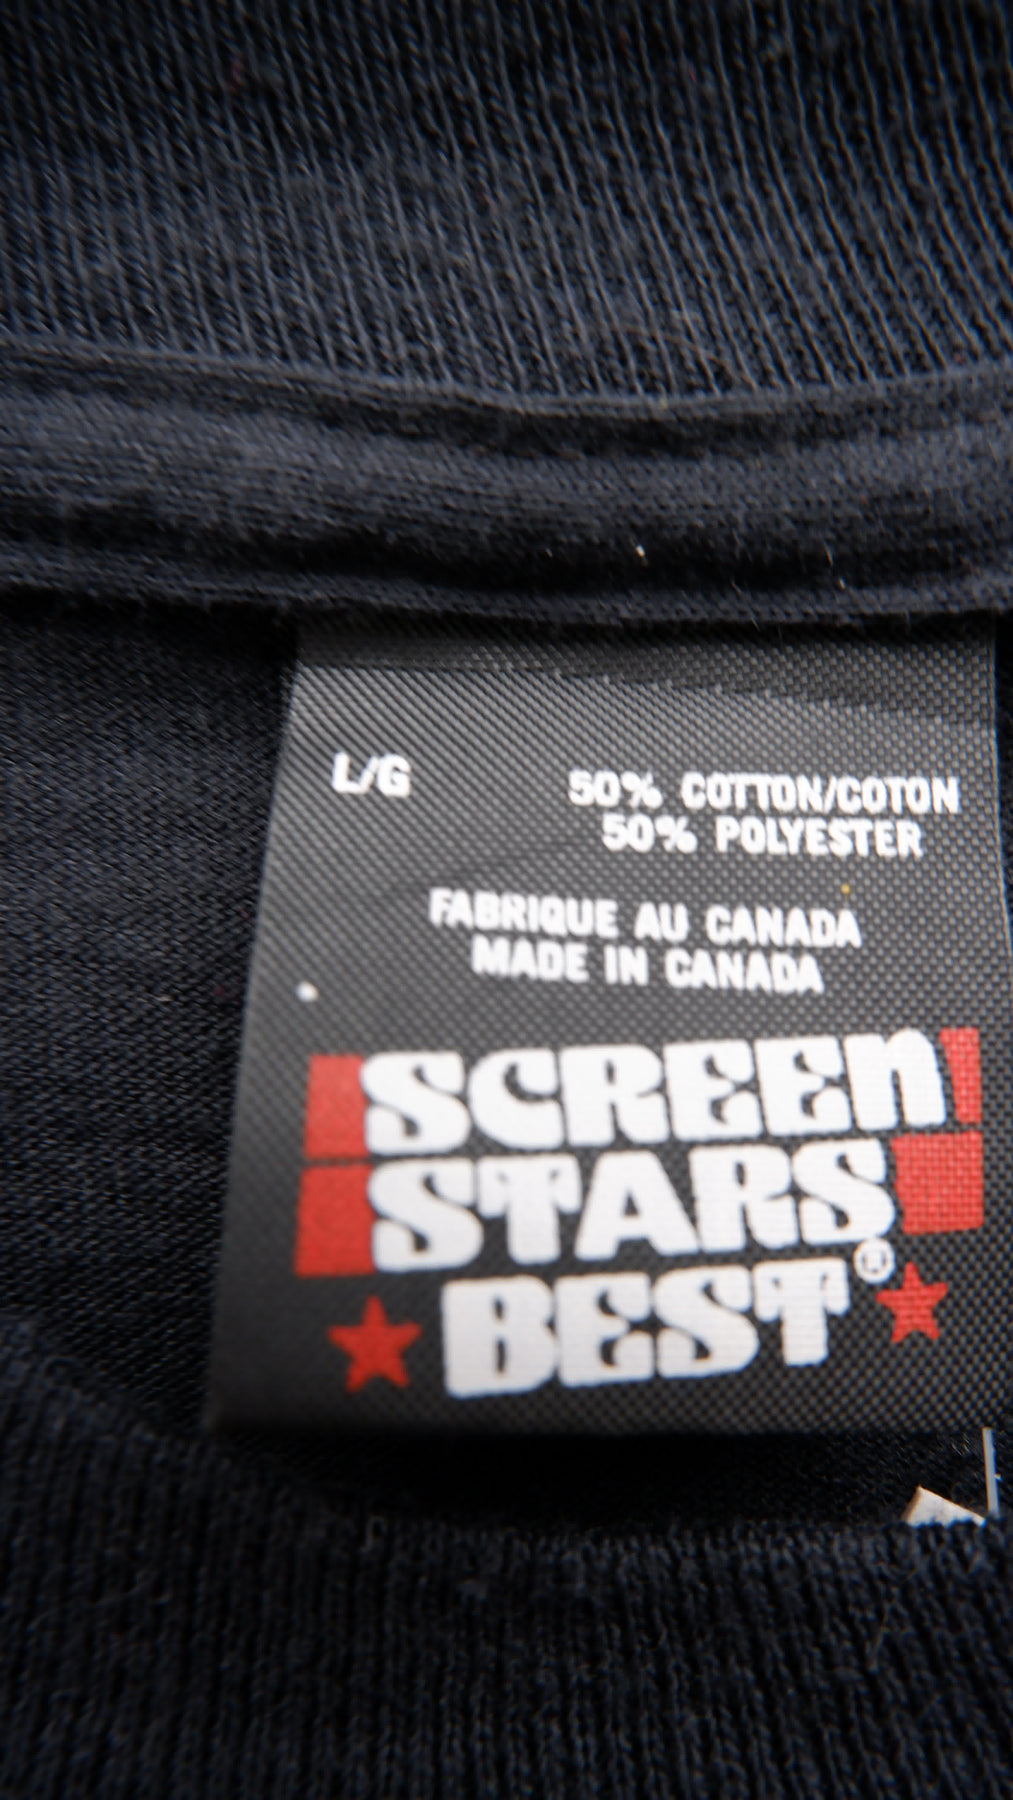 L/G
50% COTTON/COTON
50% POLYESTER
FABRIQUE AU CANADA
MADE IN CANADA
SCREEn
STARS
BEST®